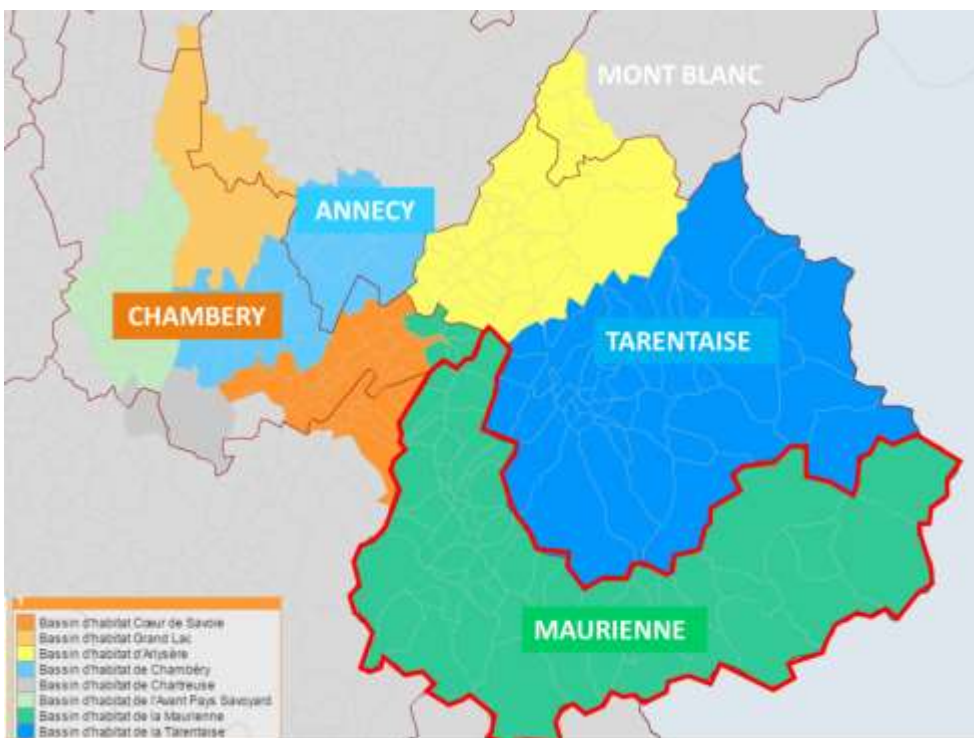 MONT BLANC
ANNECY
CHAMBERY
TARENTAISE
MAURIENNE
Bassin d'habitat Cœur de Savoie
Bassin d'habitat Grand Lac
Bassin d'habitat d'Arlysère
Bassin d'habitat de Chambéry
Bassin d'habitat de Chartreuse
Bassin d'habitat de l'Avant Pays Savoyard
Bassin d'habitat de la Maurienne
Bassin d'habitat de la Tarentaise